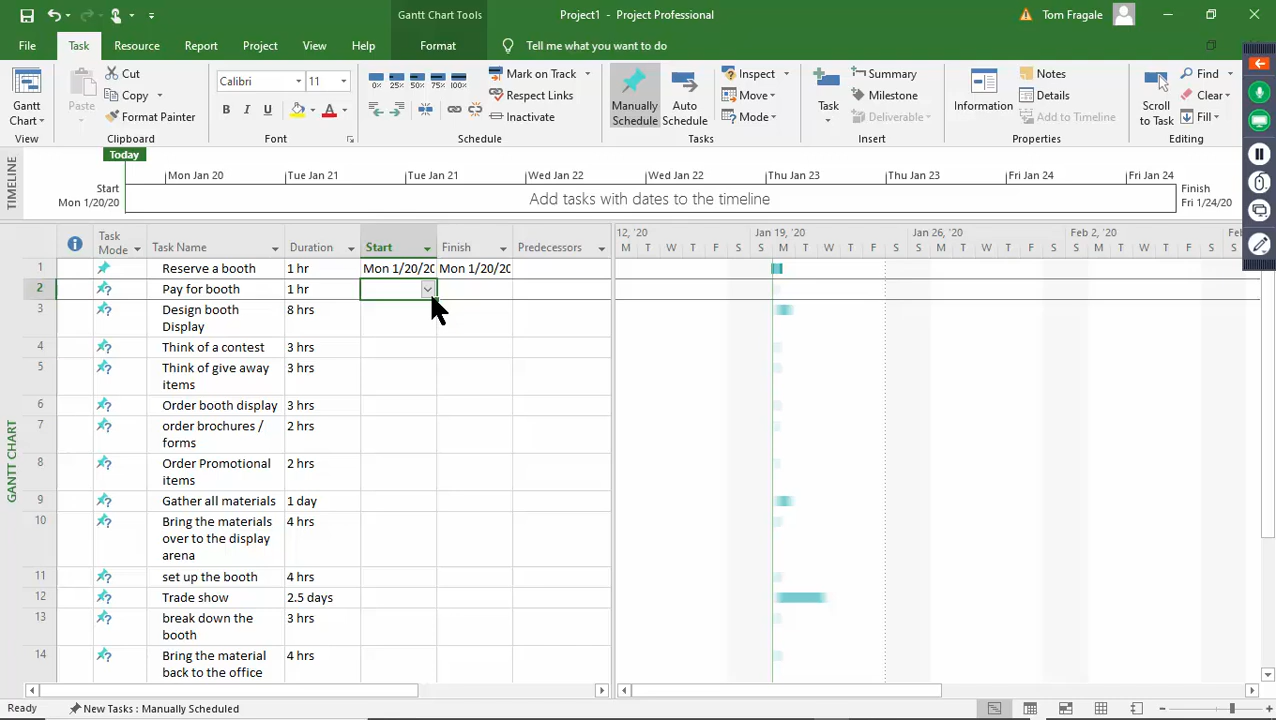 Gantt Chart Tools
Project1 - Project Professional
Tom Fragale
File Task Resource Report Project View Help Format Tell me what you want to do
Gantt Chart
View
Paste
Cut
Copy
Format Painter
Clipboard
Calibri 11
B I U
Font
0% 25% 50% 75% 100%
Mark on Track
Respect Links
Inactivate
Schedule
Manually Schedule
Auto Schedule
Inspect
Move
Mode
Tasks
Task
Summary
Milestone
Deliverable
Insert
Information
Notes
Details
Add to Timeline
Properties
Scroll to Task
Find
Clear
Fill
Editing
TIMELINE
Today
Start
Mon 1/20/20
Mon Jan 20 Tue Jan 21 Tue Jan 21 Wed Jan 22 Wed Jan 22 Thu Jan 23 Thu Jan 23 Fri Jan 24 Fri Jan 24
Add tasks with dates to the timeline
Finish
Fri 1/24/20
GANTT CHART
Task Mode Task Name Duration Start Finish Predecessors
12, '20 Jan 19, '20 Jan 26, '20 Feb 2, '20 Feb
M T W T F S S M T W T F S S M T W T F S S M T W T F S S M
1 Reserve a booth 1 hr Mon 1/20/20 Mon 1/20/20
2 Pay for booth 1 hr
3 Design booth Display 8 hrs
4 Think of a contest 3 hrs
5 Think of give away items 3 hrs
6 Order booth display 3 hrs
7 order brochures / forms 2 hrs
8 Order Promotional items 2 hrs
9 Gather all materials 1 day
10 Bring the materials over to the display arena 4 hrs
11 set up the booth 4 hrs
12 Trade show 2.5 days
13 break down the booth 3 hrs
14 Bring the material back to the office 4 hrs
Ready New Tasks : Manually Scheduled